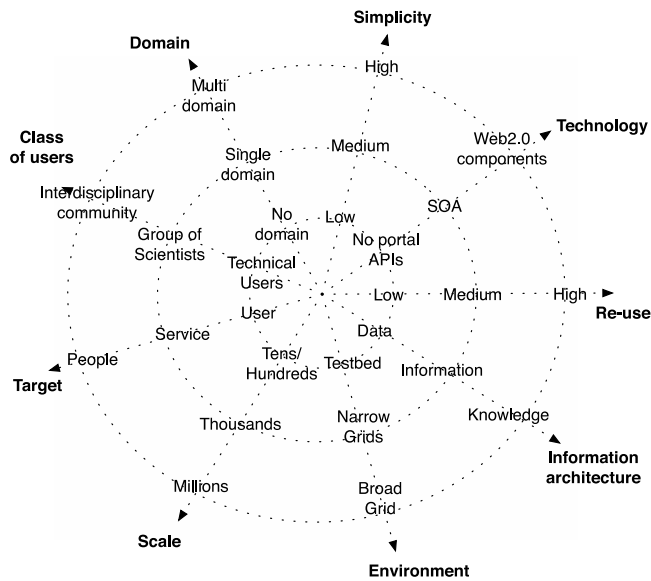 Simplicity
Domain
High
Multi
domain
Technology
Class
of users
Web2.0
components
Medium
Single
domain
Interdisciplinary
community
SOA
No
domain
Low
Group of
Scientists
No portal
APIs
Technical
Users
Low
Medium
High
Re-use
User
Data
Service
Tens/
Hundreds
Testbed
People
Target
Information
Thousands
Narrow
Grids
Knowledge
Information
architecture
Millions
Broad
Grid
Scale
Environment